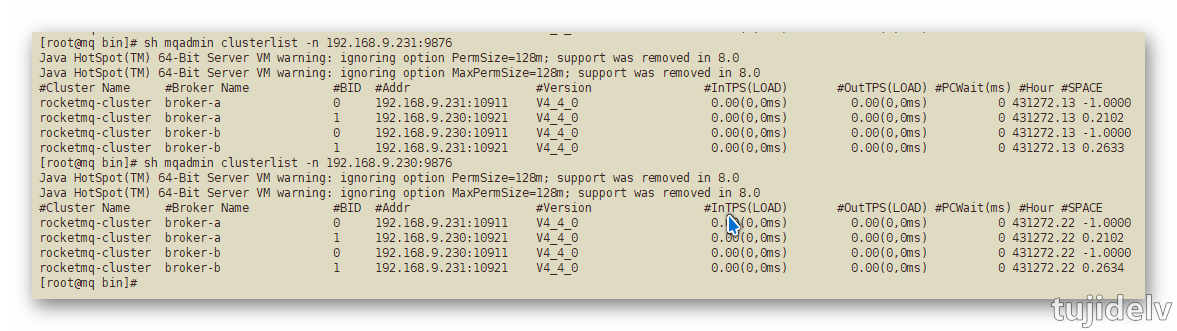 [root@mq bin]# sh mqadmin clusterlist -n 192.168.9.231:9876
Java HotSpot(TM) 64-Bit Server VM warning: ignoring option PermSize=128m; support was removed in 8.0
Java HotSpot(TM) 64-Bit Server VM warning: ignoring option MaxPermSize=128m; support was removed in 8.0
#Cluster Name #Broker Name #BID #Addr #Version #InTPS(LOAD) #OutTPS(LOAD) #PCWait(ms) #Hour #SPACE
rocketmq-cluster broker-a 0 192.168.9.231:10911 V4_4_0 0.00(0,0ms) 0.00(0,0ms) 0 431272.13 -1.0000
rocketmq-cluster broker-a 1 192.168.9.230:10921 V4_4_0 0.00(0,0ms) 0.00(0,0ms) 0 431272.13 0.2102
rocketmq-cluster broker-b 0 192.168.9.230:10911 V4_4_0 0.00(0,0ms) 0.00(0,0ms) 0 431272.13 -1.0000
rocketmq-cluster broker-b 1 192.168.9.231:10921 V4_4_0 0.00(0,0ms) 0.00(0,0ms) 0 431272.13 0.2633
[root@mq bin]# sh mqadmin clusterlist -n 192.168.9.230:9876
Java HotSpot(TM) 64-Bit Server VM warning: ignoring option PermSize=128m; support was removed in 8.0
Java HotSpot(TM) 64-Bit Server VM warning: ignoring option MaxPermSize=128m; support was removed in 8.0
#Cluster Name #Broker Name #BID #Addr #Version #InTPS(LOAD) #OutTPS(LOAD) #PCWait(ms) #Hour #SPACE
rocketmq-cluster broker-a 0 192.168.9.231:10911 V4_4_0 0.00(0,0ms) 0.00(0,0ms) 0 431272.22 -1.0000
rocketmq-cluster broker-a 1 192.168.9.230:10921 V4_4_0 0.00(0,0ms) 0.00(0,0ms) 0 431272.22 0.2102
rocketmq-cluster broker-b 0 192.168.9.230:10911 V4_4_0 0.00(0,0ms) 0.00(0,0ms) 0 431272.22 -1.0000
rocketmq-cluster broker-b 1 192.168.9.231:10921 V4_4_0 0.00(0,0ms) 0.00(0,0ms) 0 431272.22 0.2634
[root@mq bin]#
tujidelv